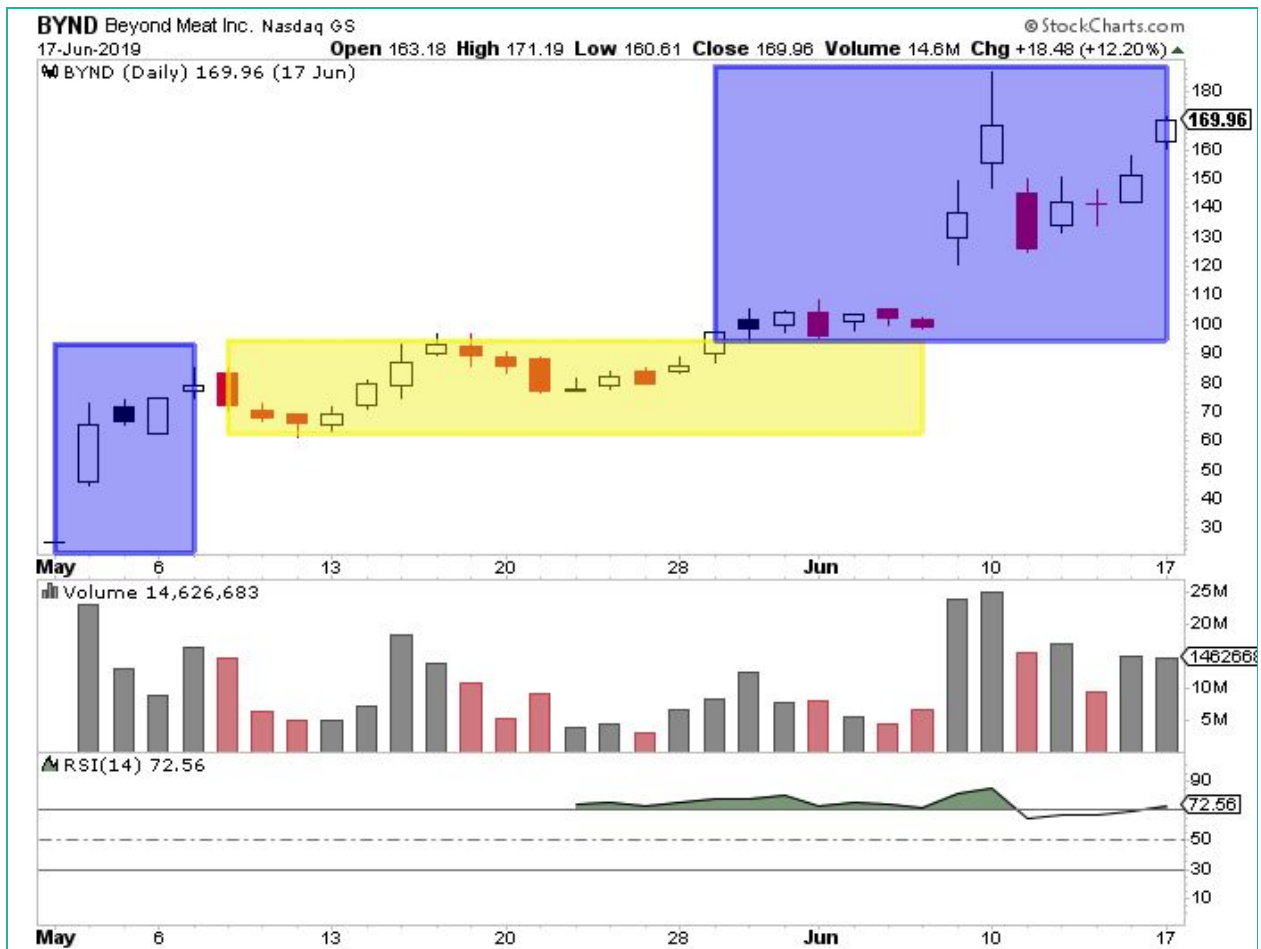 BYND Beyond Meat Inc. Nasdaq GS © StockCharts.com
17-Jun-2019 Open 163.18 High 171.19 Low 160.61 Close 169.96 Volume 14.6M Chg +18.48 (+12.20%)
BYND (Daily) 169.96 (17 Jun)
180
169.96
160
150
140
130
120
110
100
90
80
70
60
50
40
30
May 6 13 20 28 Jun 10 17
Volume 14,626,683
25M
20M
1462668
10M
5M
RSI(14) 72.56
90
72.56
50
30
10
May 6 13 20 28 Jun 10 17